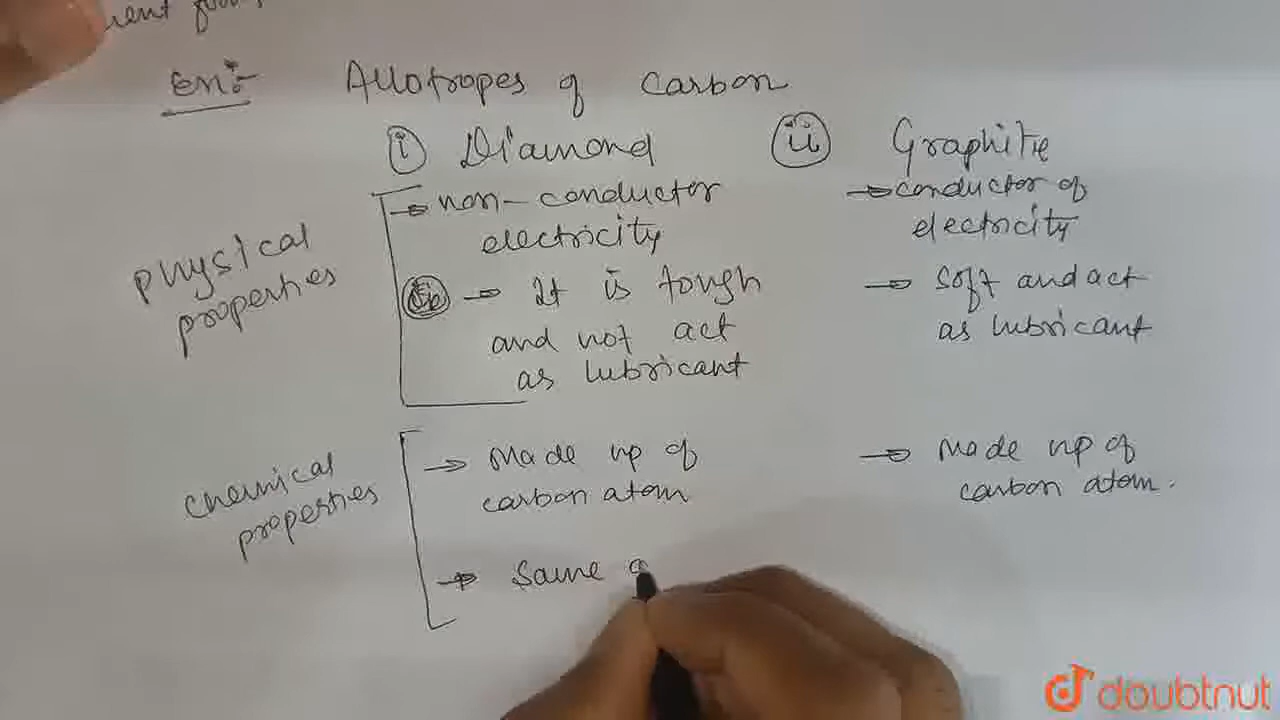 Allotropes of Carbon
(i) Diamond (ii) Graphite
→ non-conductor → conductor of
electricity electricity
Physical
properties
→ It is tough → Soft and act
and not act as lubricant
as lubricant
chemical
properties
→ Made up of → Made up of
carbon atom carbon atom.
→ Same
doubtnut